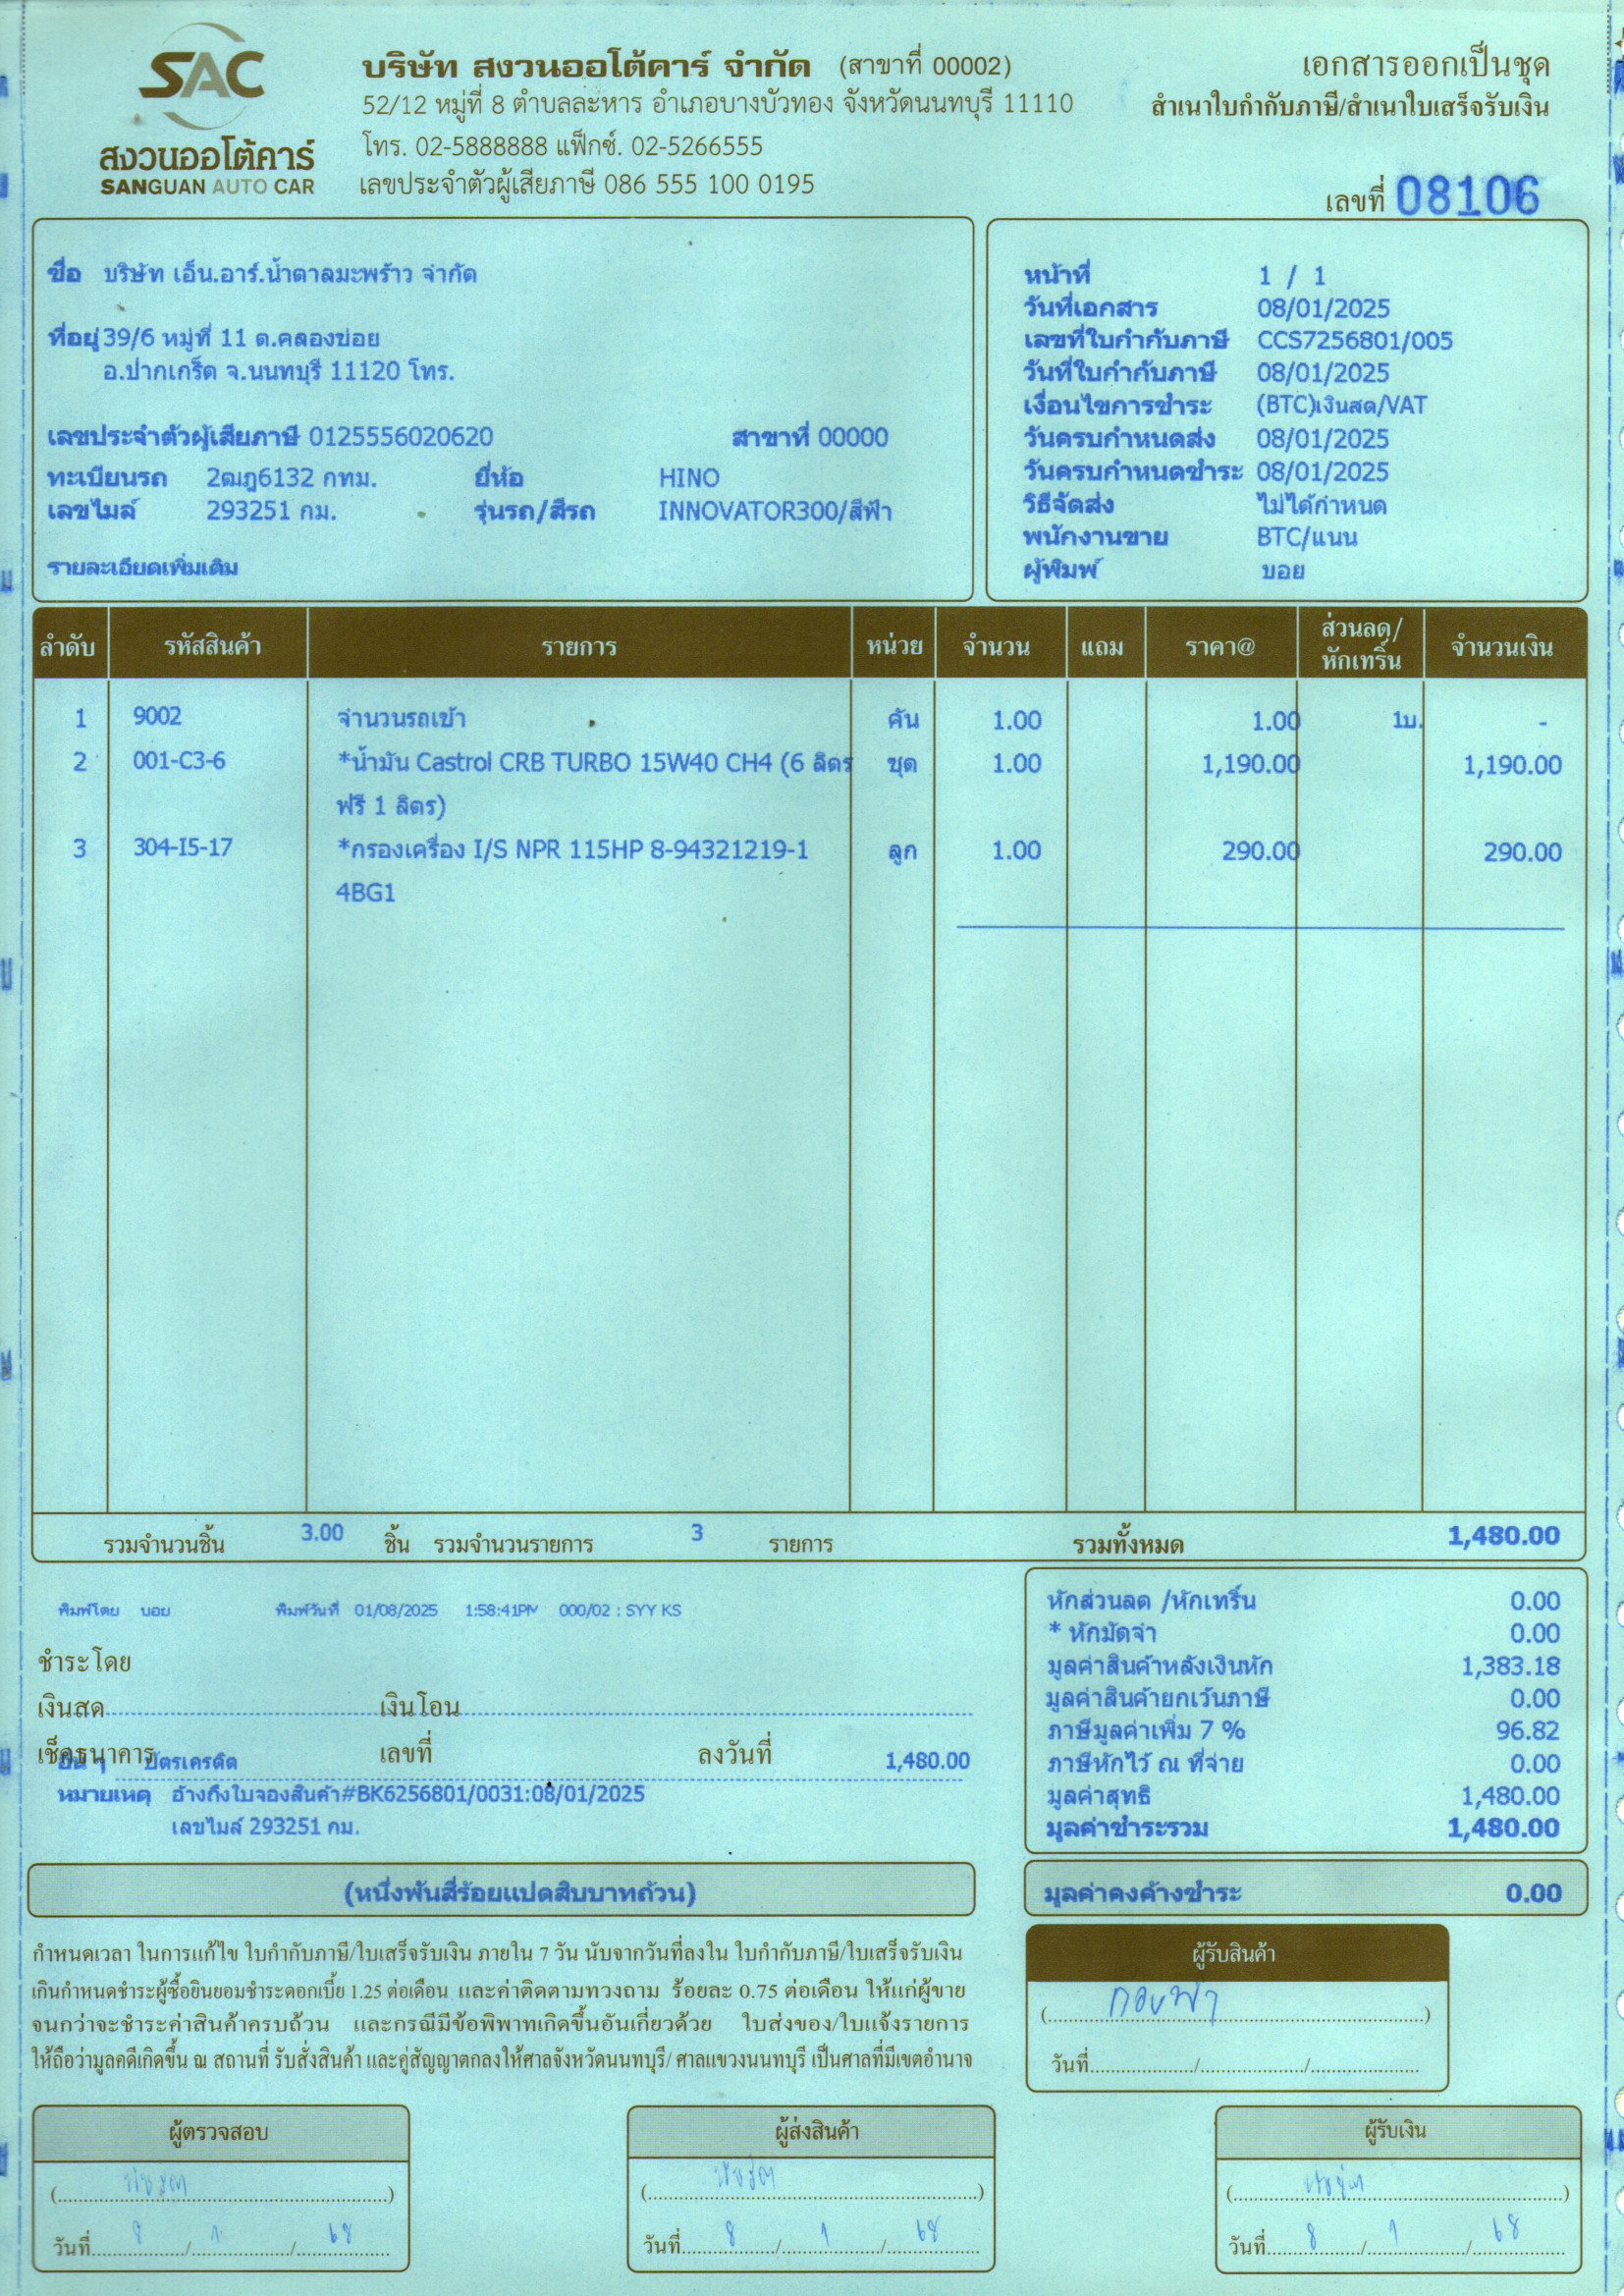 SAC
สงวนออโต้คาร์
SANGUAN AUTO CAR
บริษัท สงวนออโต้คาร์ จำกัด (สาขาที่ 00002)
52/12 หมู่ที่ 8 ตำบลละหาร อำเภอบางบัวทอง จังหวัดนนทบุรี 11110
โทร. 02-5888888 แฟ็กซ์. 02-5266555
เลขประจำตัวผู้เสียภาษี 086 555 100 0195
เอกสารออกเป็นชุด
สำเนาใบกำกับภาษี/สำเนาใบเสร็จรับเงิน
เลขที่ 08106
ชื่อ บริษัท เอ็น.อาร์.น้ำตาลมะพร้าว จำกัด
ที่อยู่ 39/6 หมู่ที่ 11 ต.คลองข่อย
อ.ปากเกร็ด จ.นนทบุรี 11120 โทร.
เลขประจำตัวผู้เสียภาษี 0125556020620 สาขาที่ 00000
ทะเบียนรถ 2ฒฎ6132 กทม. ยี่ห้อ HINO
เลขไมล์ 293251 กม. รุ่นรถ/สีรถ INNOVATOR300/สีฟ้า
รายละเอียดเพิ่มเติม
หน้าที่ 1 / 1
วันที่เอกสาร 08/01/2025
เลขที่ใบกำกับภาษี CCS7256801/005
วันที่ใบกำกับภาษี 08/01/2025
เงื่อนไขการชำระ (BTC)เงินสด/VAT
วันครบกำหนดส่ง 08/01/2025
วันครบกำหนดชำระ 08/01/2025
วิธีจัดส่ง ไม่ได้กำหนด
พนักงานขาย BTC/แนน
ผู้พิมพ์ บอย
ลำดับ รหัสสินค้า รายการ หน่วย จำนวน แถม ราคา@ ส่วนลด/หักเทริ์น จำนวนเงิน
1 9002 จำนวนรถเข้า คัน 1.00 1.00 1บ. -
2 001-C3-6 *น้ำมัน Castrol CRB TURBO 15W40 CH4 (6 ลิตร ชุด 1.00 1,190.00 1,190.00
ฟรี 1 ลิตร)
3 304-I5-17 *กรองเครื่อง I/S NPR 115HP 8-94321219-1 ลูก 1.00 290.00 290.00
4BG1
รวมจำนวนชิ้น 3.00 ชิ้น รวมจำนวนรายการ 3 รายการ รวมทั้งหมด 1,480.00
พิมพ์โดย บอย พิมพ์วันที่ 01/08/2025 1:58:41PM 000/02 : SYY KS
ชำระโดย
เงินสด เงินโอน
เช็คธนาคาร เลขที่ ลงวันที่
อื่น ๆ บัตรเครดิต 1,480.00
หมายเหตุ อ้างถึงใบจองสินค้า#BK6256801/0031:08/01/2025
เลขไมล์ 293251 กม.
หักส่วนลด /หักเทริ์น 0.00
* หักมัดจำ 0.00
มูลค่าสินค้าหลังเงินหัก 1,383.18
มูลค่าสินค้ายกเว้นภาษี 0.00
ภาษีมูลค่าเพิ่ม 7 % 96.82
ภาษีหักไว้ ณ ที่จ่าย 0.00
มูลค่าสุทธิ 1,480.00
มูลค่าชำระรวม 1,480.00
(หนึ่งพันสี่ร้อยแปดสิบบาทถ้วน)
มูลค่าคงค้างชำระ 0.00
กำหนดเวลา ในการแก้ไข ใบกำกับภาษี/ใบเสร็จรับเงิน ภายใน 7 วัน นับจากวันที่ลงใน ใบกำกับภาษี/ใบเสร็จรับเงิน
เกินกำหนดชำระผู้ซื้อยินยอมชำระดอกเบี้ย 1.25 ต่อเดือน และค่าติดตามทวงถาม ร้อยละ 0.75 ต่อเดือน ให้แก่ผู้ขาย
จนกว่าจะชำระค่าสินค้าครบถ้วน และกรณีมีข้อพิพาทเกิดขึ้นอันเกี่ยวด้วย ใบส่งของ/ใบแจ้งรายการ
ให้ถือว่ามูลคดีเกิดขึ้น ณ สถานที่ รับสั่งสินค้า และคู่สัญญาตกลงให้ศาลจังหวัดนนทบุรี/ ศาลแขวงนนทบุรี เป็นศาลที่มีเขตอำนาจ
ผู้รับสินค้า
วันที่
ผู้ตรวจสอบ
วันที่ 8/1/68
ผู้ส่งสินค้า
วันที่ 8/1/68
ผู้รับเงิน
วันที่ 8/1/68